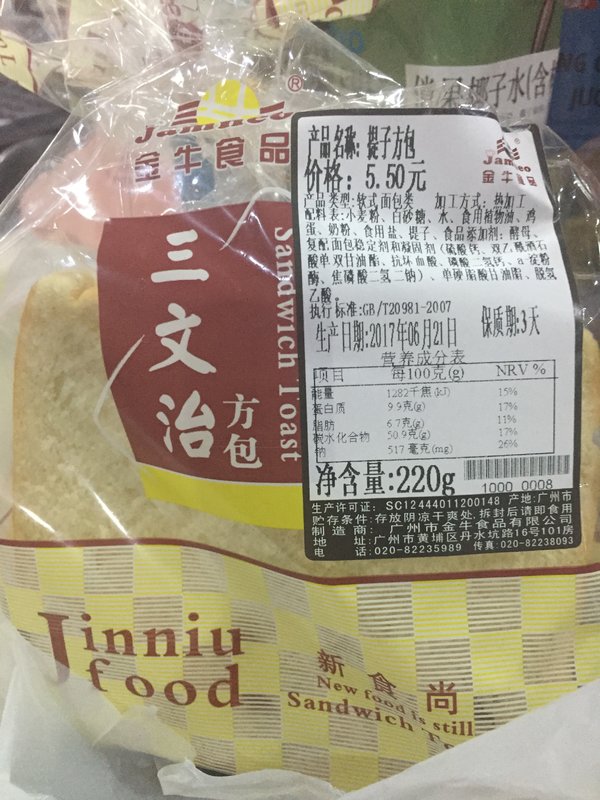 椰子水(含
Jamneo
®
金牛食品
三文治
方包
Sandwich Toast
产品名称: 提子方包
价格: 5.50元
Jamneo
金牛食品
产品类型: 软式面包类 加工方式: 热加工
配料表: 小麦粉、白砂糖、水、食用植物油、鸡
蛋、奶粉、食用盐、提子、食品添加剂: 酵母、
复配面包稳定剂和凝固剂 (硫酸钙、双乙酰酒石
酸单双甘油酯、抗坏血酸、磷酸二氢钙、a淀粉
酶、焦磷酸二氢二钠)、单硬脂酸甘油酯、脱氢
乙酸。
执行标准:GB/T20981-2007
生产日期:2017年06月21日 保质期:3天
营养成分表
项目 每100克(g) NRV %
能量 1282千焦(kJ) 15%
蛋白质 9.9克(g) 17%
脂肪 6.7克(g) 11%
碳水化合物 50.9克(g) 17%
钠 517 毫克(mg) 26%
净含量:220g
1000 0008
生产许可证: SC12444011200148 产地:广州市
贮存条件:存放阴凉干爽处,拆封后请即食用
制造商: 广州市金牛食品有限公司
地址:广州市黄埔区丹水坑路16号101房
电话:020-82235989 传真:020-82238093
Jinniu
food
新食尚
New food is still
Sandwich To